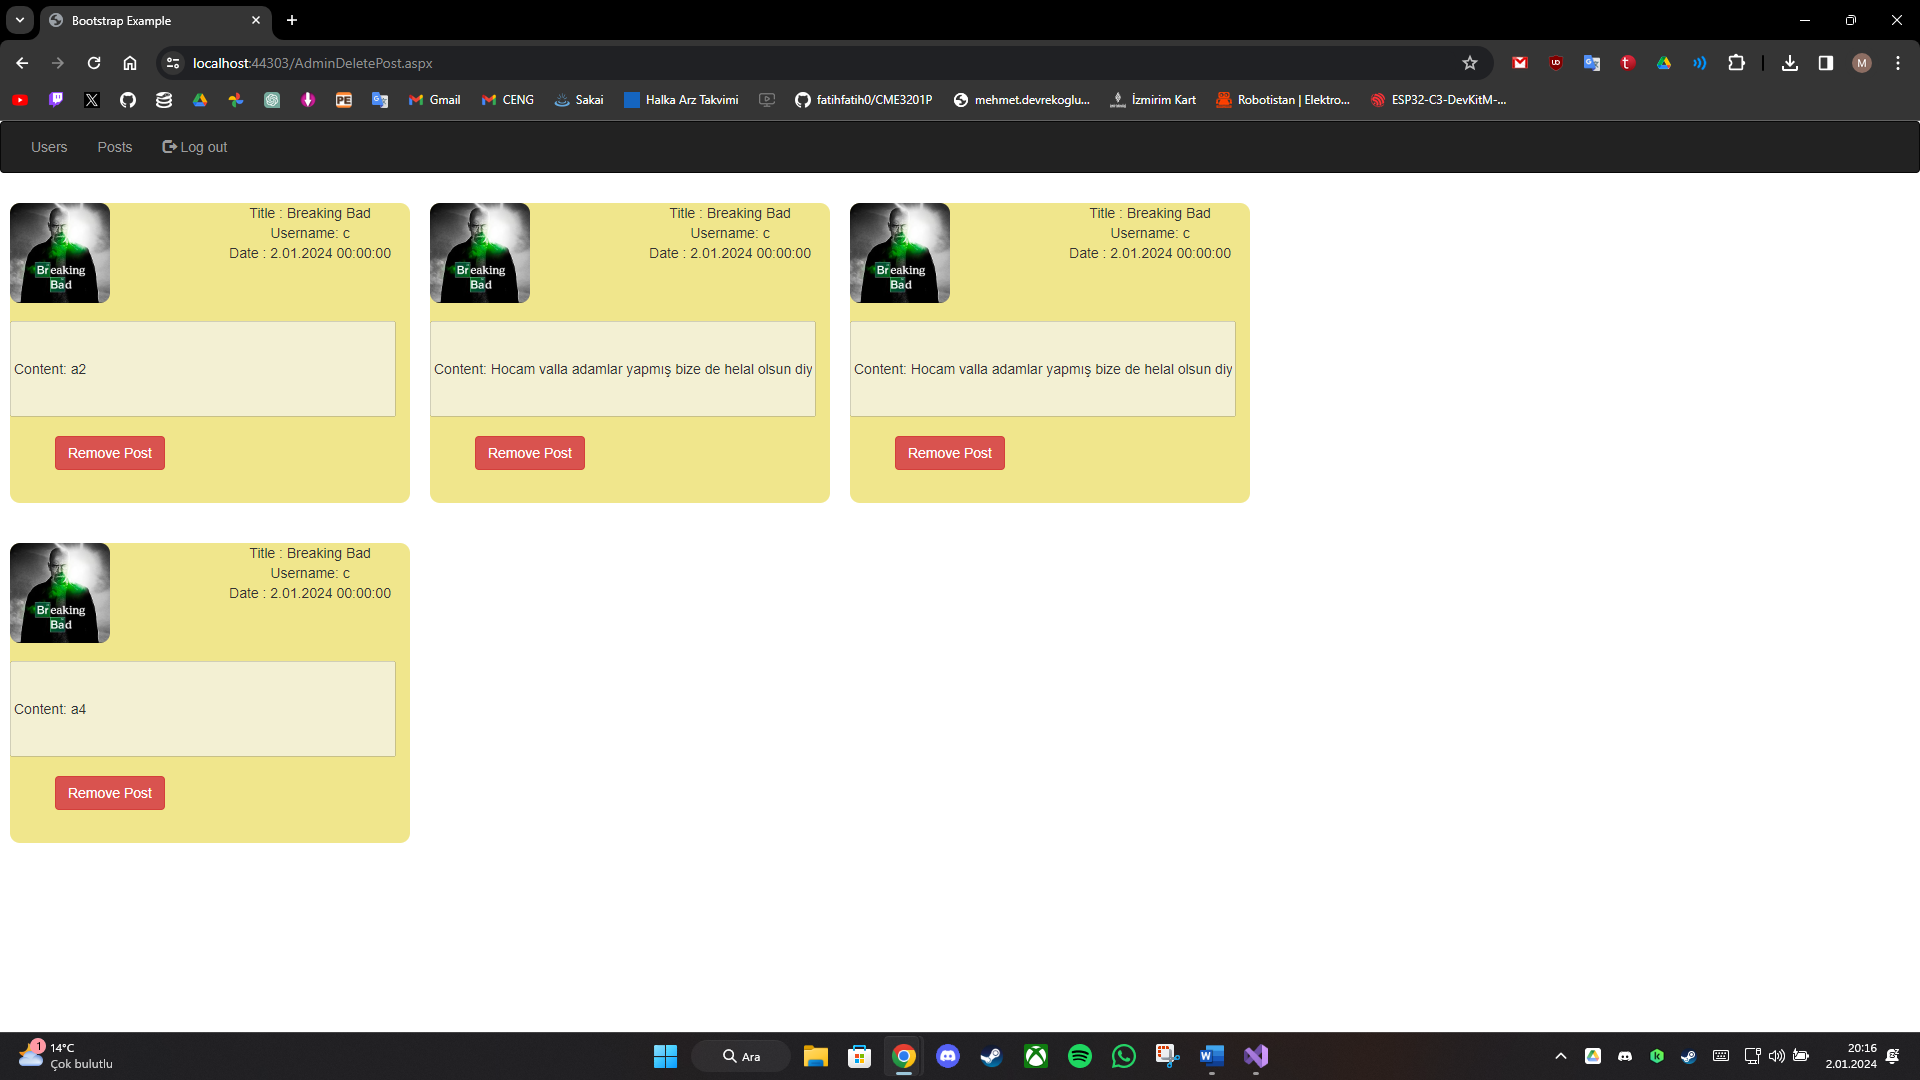 Bootstrap Example
localhost:44303/AdminDeletePost.aspx
Gmail
CENG
Sakai
Halka Arz Takvimi
fatihfatih0/CME3201P
mehmet.devrekoglu...
İzmirim Kart
Robotistan | Elektro...
ESP32-C3-DevKitM-...
Users
Posts
Log out
Title : Breaking Bad
Username: c
Date : 2.01.2024 00:00:00
Breaking
Bad
Content: a2
Remove Post
Title : Breaking Bad
Username: c
Date : 2.01.2024 00:00:00
Breaking
Bad
Content: Hocam valla adamlar yapmış bize de helal olsun diy
Remove Post
Title : Breaking Bad
Username: c
Date : 2.01.2024 00:00:00
Breaking
Bad
Content: Hocam valla adamlar yapmış bize de helal olsun diy
Remove Post
Title : Breaking Bad
Username: c
Date : 2.01.2024 00:00:00
Breaking
Bad
Content: a4
Remove Post
1
14°C
Çok bulutlu
Ara
20:16
2.01.2024